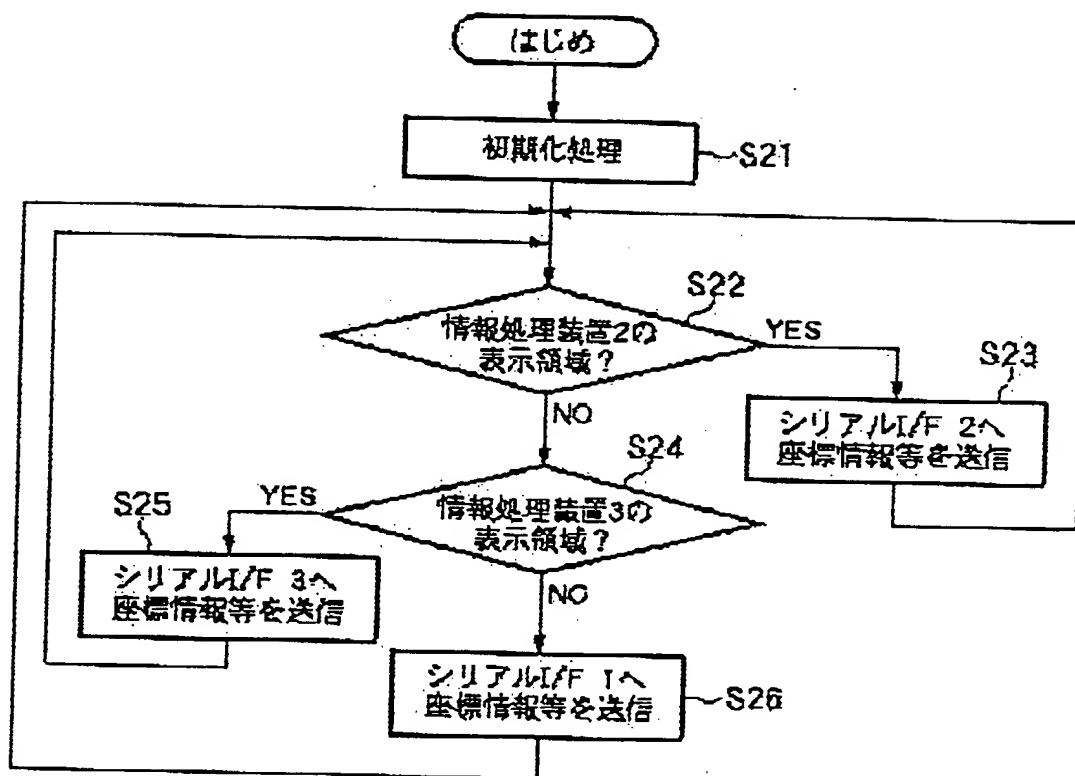 はじめ
初期化処理
S21
S22
情報処理装置2の
表示領域?
YES
S23
シリアルI/F 2へ
座標情報等を送信
NO
S24
情報処理装置3の
表示領域?
YES
S25
シリアルI/F 3へ
座標情報等を送信
NO
シリアルI/F 1へ
座標情報等を送信
S26